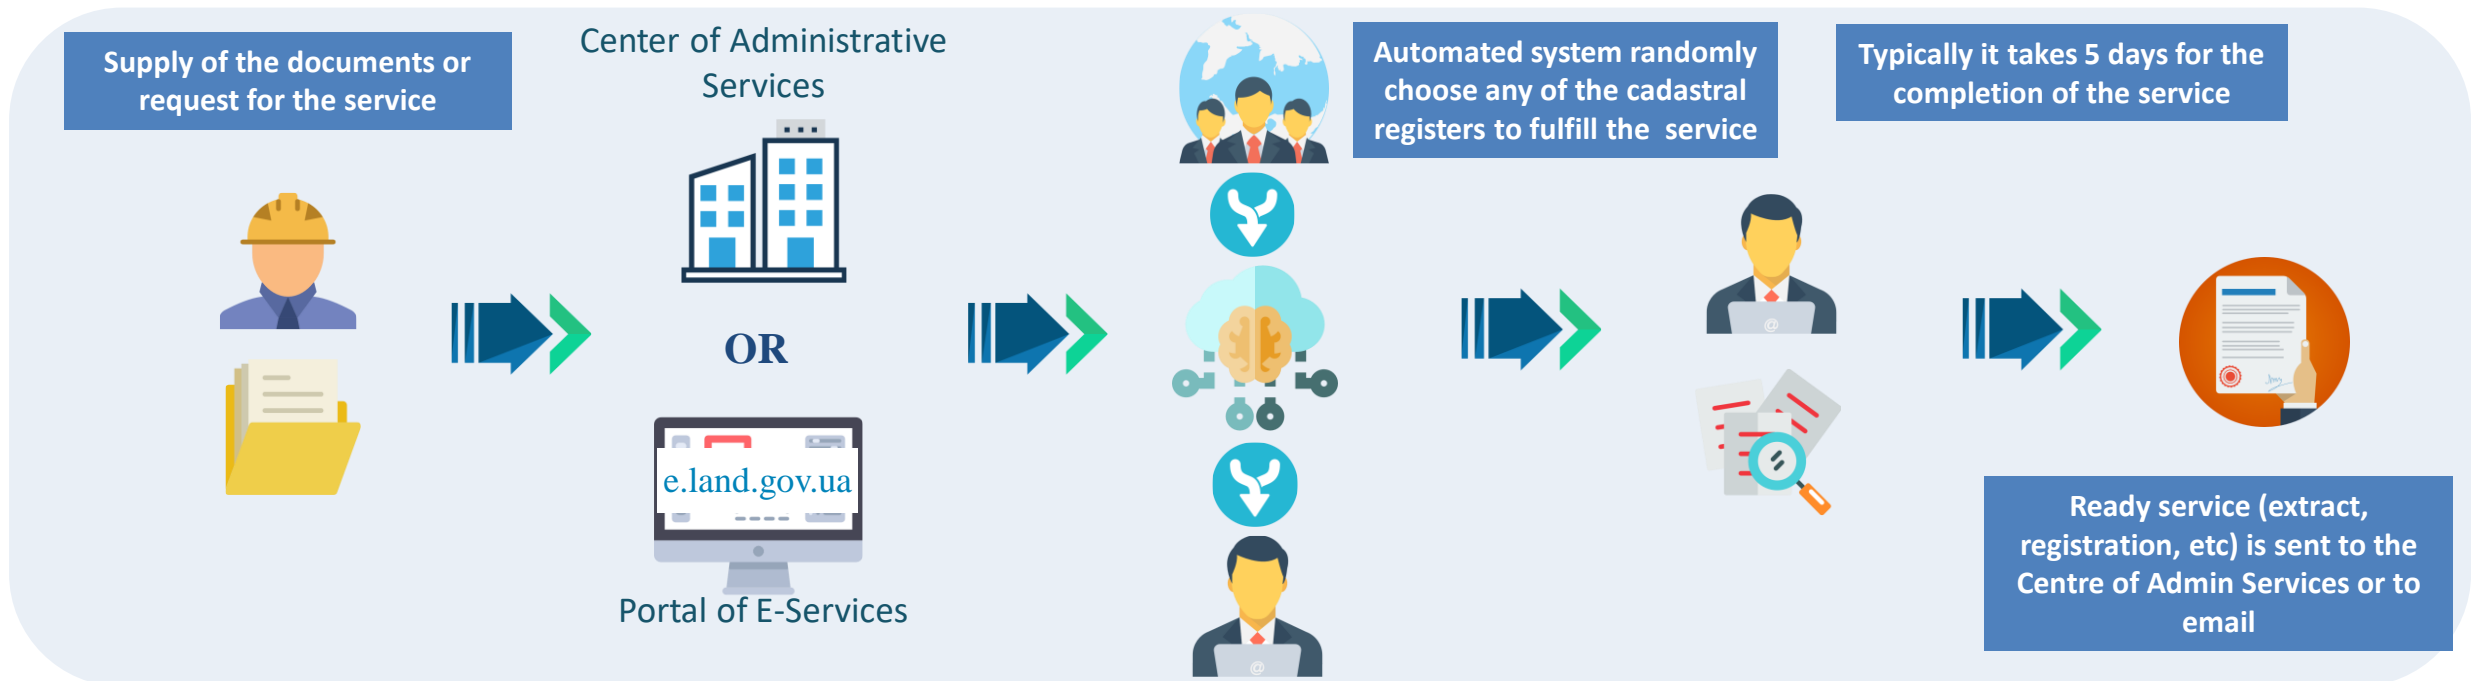 Supply of the documents or
request for the service
Center of Administrative
Services
OR
e.land.gov.ua
Portal of E-Services
Automated system randomly
choose any of the cadastral
registers to fulfill the service
@
Typically it takes 5 days for the
completion of the service
@
Ready service (extract,
registration, etc) is sent to the
Centre of Admin Services or to
email